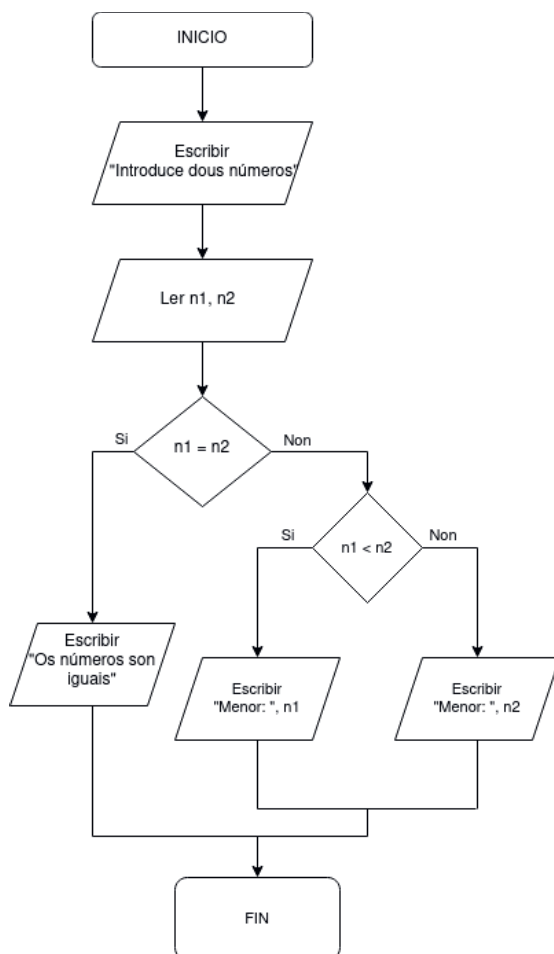 INICIO
Escribir
"Introduce dous números"
Ler n1, n2
Si
n1 = n2
Non
Si
n1 < n2
Non
Escribir
"Os números son
iguais"
Escribir
"Menor: ", n1
Escribir
"Menor: ", n2
FIN